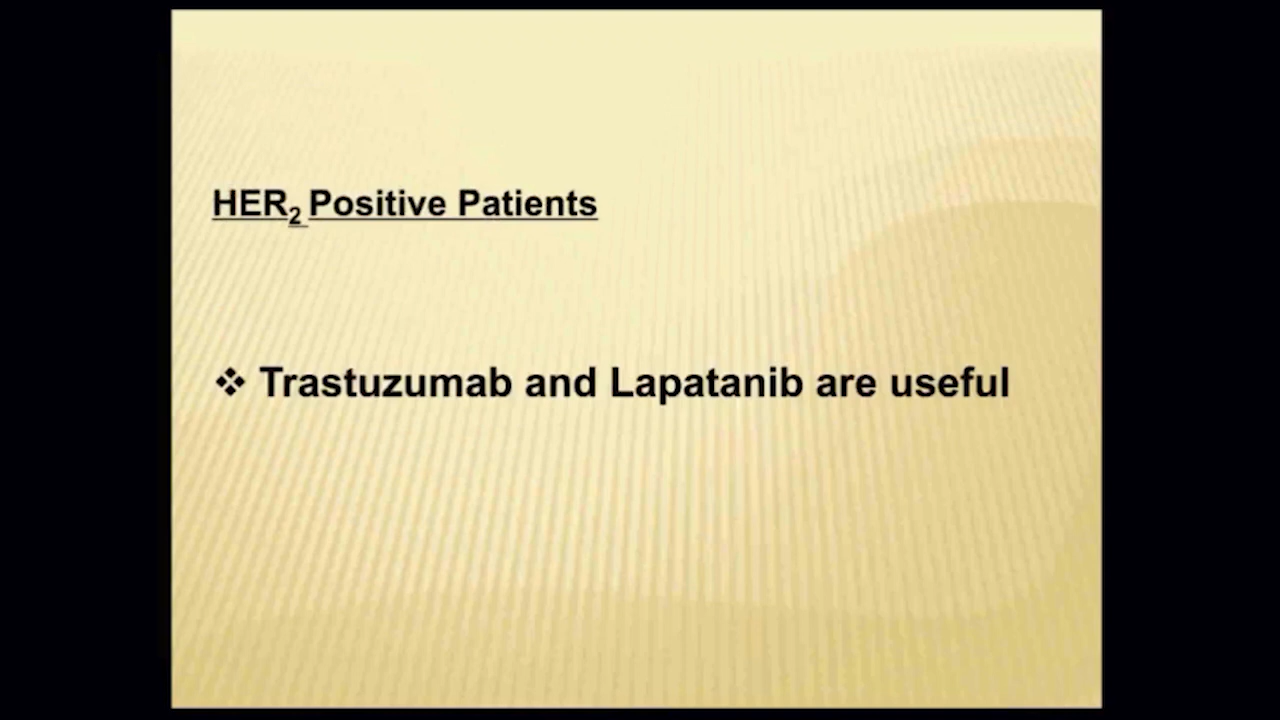 HER₂ Positive Patients
❖ Trastuzumab and Lapatanib are useful